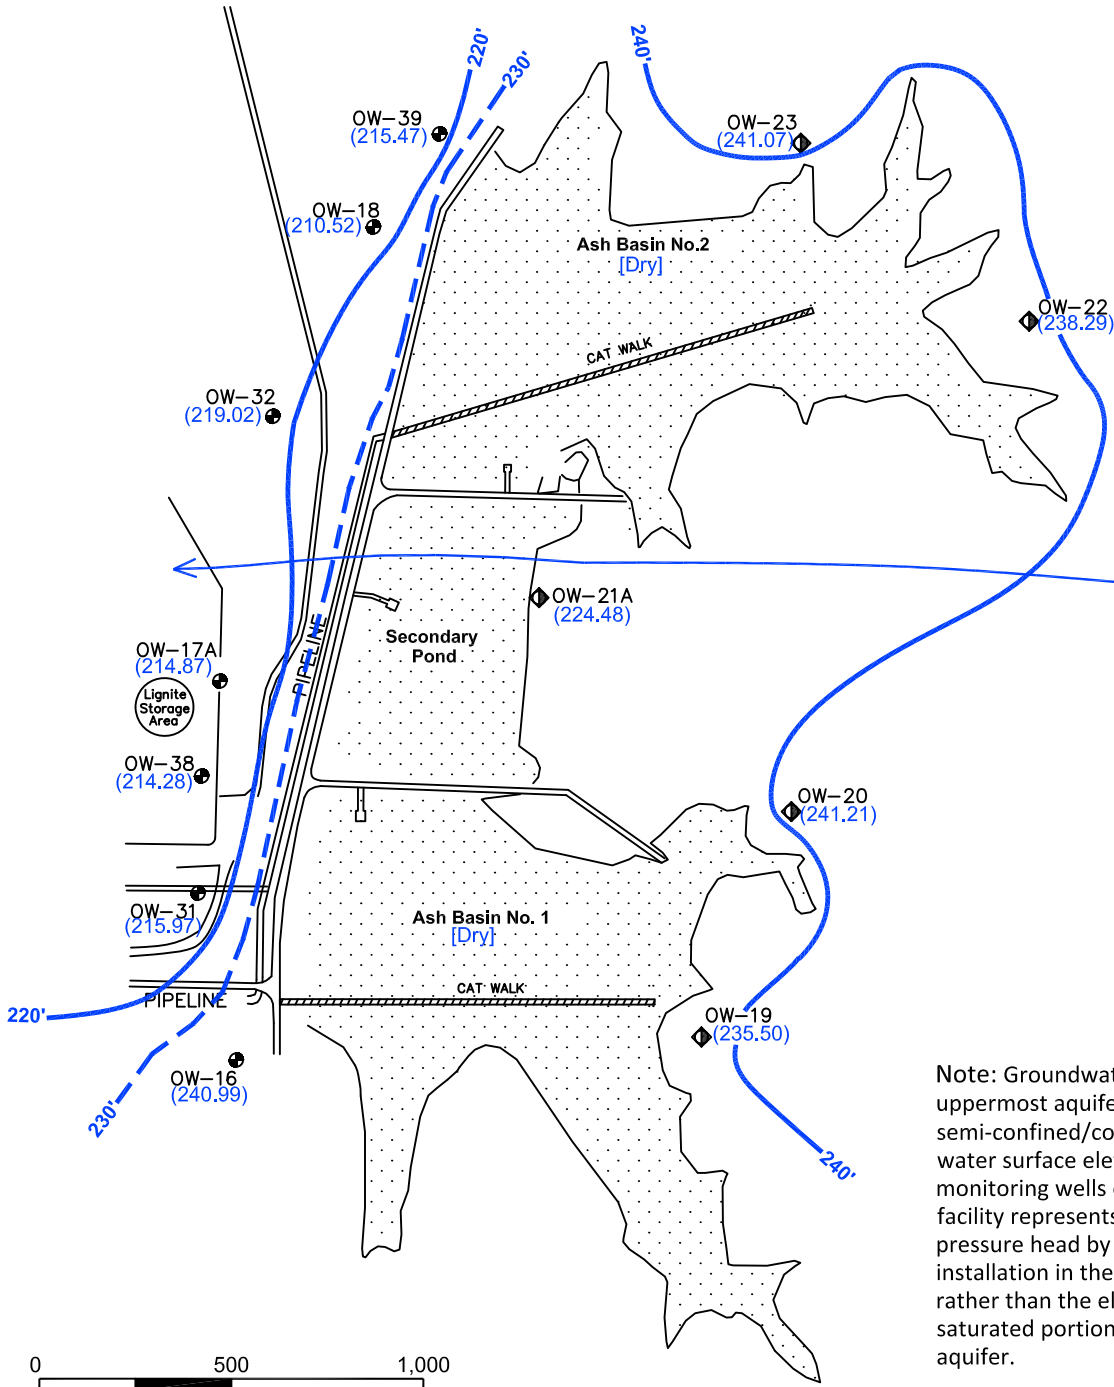 220'
230'
240'
OW-39
(215.47)
OW-23
(241.07)
OW-18
(210.52)
Ash Basin No.2
[Dry]
OW-22
(238.29)
CAT WALK
OW-32
(219.02)
OW-21A
(224.48)
Secondary
Pond
PIPELINE
OW-17A
(214.87)
Lignite
Storage
Area
OW-38
(214.28)
OW-20
(241.21)
OW-31
(215.97)
Ash Basin No. 1
[Dry]
CAT WALK
PIPELINE
220'
OW-19
(235.50)
OW-16
(240.99)
230'
240'
Note: Groundwat
uppermost aquife
semi-confined/co
water surface ele
monitoring wells
facility represents
pressure head by
installation in the
rather than the el
saturated portion
aquifer.
0 500 1,000